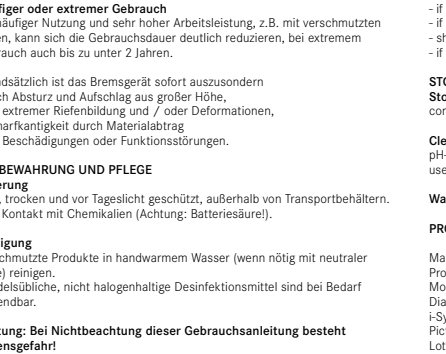 figer oder extremer Gebrauch
häufiger Nutzung und sehr hoher Arbeitsleistung, z.B. mit verschmutzten
en, kann sich die Gebrauchsdauer deutlich reduzieren, bei extremem
rauch auch bis zu unter 2 Jahren.
ndsätzlich ist das Bremsgerät sofort auszusondern
ch Absturz und Aufschlag aus großer Höhe,
extremer Riefenbildung und / oder Deformationen,
harfkantigkeit durch Materialabtrag
Beschädigungen oder Funktionsstörungen.
BEWAHRUNG UND PFLEGE
erung
, trocken und vor Tageslicht geschützt, außerhalb von Transportbehältern.
Kontakt mit Chemikalien (Achtung: Batteriesäure!).
igung
chmutzte Produkte in handwarmem Wasser (wenn nötig mit neutraler
e) reinigen.
delsübliche, nicht halogenhaltige Desinfektionsmittel sind bei Bedarf
endbar.
tung: Bei Nichtbeachtung dieser Gebrauchsanleitung besteht
ensgefahr!
- if
- if
- sh
- if
STO
Sto
con
Cle
pH-
use
Wa
PRO
Ma
Pro
Mo
Dia
i-Sy
Pic
Lot